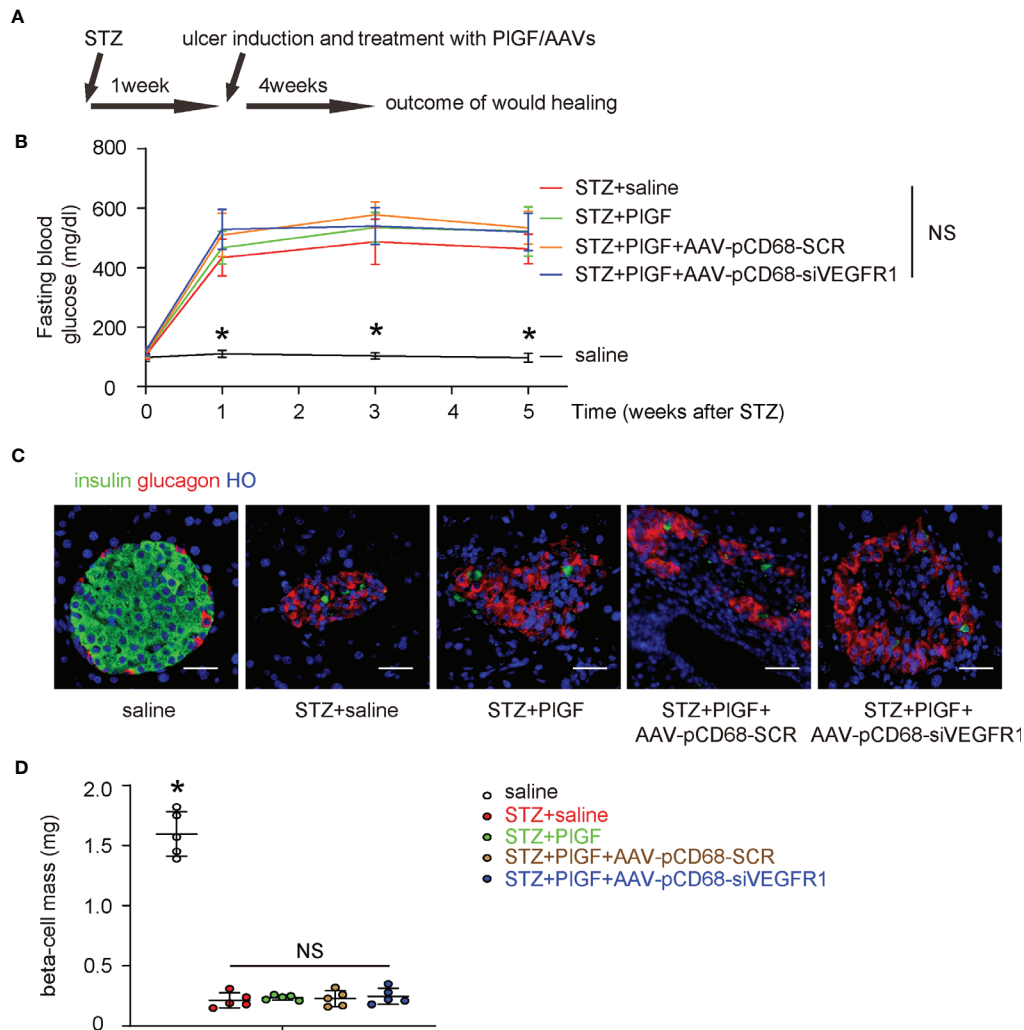 A
STZ
ulcer induction and treatment with PlGF/AAVs
1week
4weeks
outcome of would healing
B
Fasting blood
glucose (mg/dl)
800
600
400
200
0
0
1
2
3
4
5
Time (weeks after STZ)
*
*
*
STZ+saline
STZ+PlGF
STZ+PlGF+AAV-pCD68-SCR
STZ+PlGF+AAV-pCD68-siVEGFR1
NS
saline
C
insulin glucagon HO
saline
STZ+saline
STZ+PlGF
STZ+PlGF+
AAV-pCD68-SCR
STZ+PlGF+
AAV-pCD68-siVEGFR1
D
beta-cell mass (mg)
2.0
1.5
1.0
0.5
0
*
NS
saline
STZ+saline
STZ+PlGF
STZ+PlGF+AAV-pCD68-SCR
STZ+PlGF+AAV-pCD68-siVEGFR1